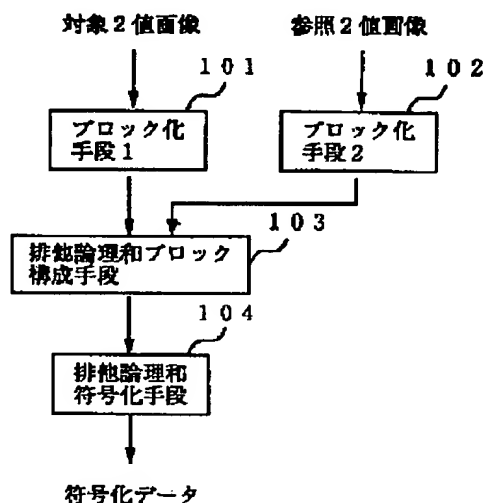 対象2値画像
参照2値画像
101
102
ブロック化
手段1
ブロック化
手段2
103
排他論理和ブロック
構成手段
104
排他論理和
符号化手段
符号化データ